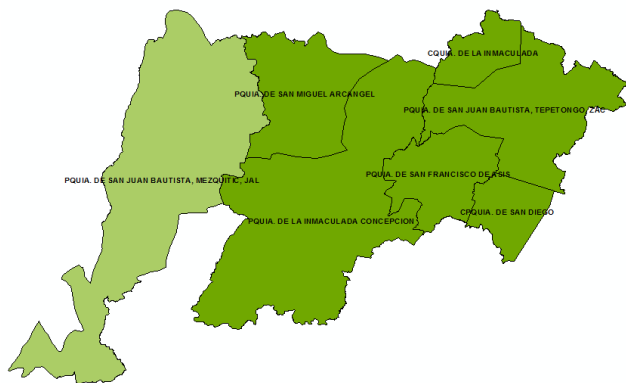 CQUIA. DE LA INMACULADA
PQUIA. DE SAN MIGUEL ARCANGEL
PQUIA. DE SAN JUAN BAUTISTA, TEPETONGO, ZAC
PQUIA. DE SAN FRANCISCO DE ASIS
PQUIA. DE SAN JUAN BAUTISTA, MEZQUITIC, JAL
CPQUIA. DE SAN DIEGO
PQUIA. DE LA INMACULADA CONCEPCION